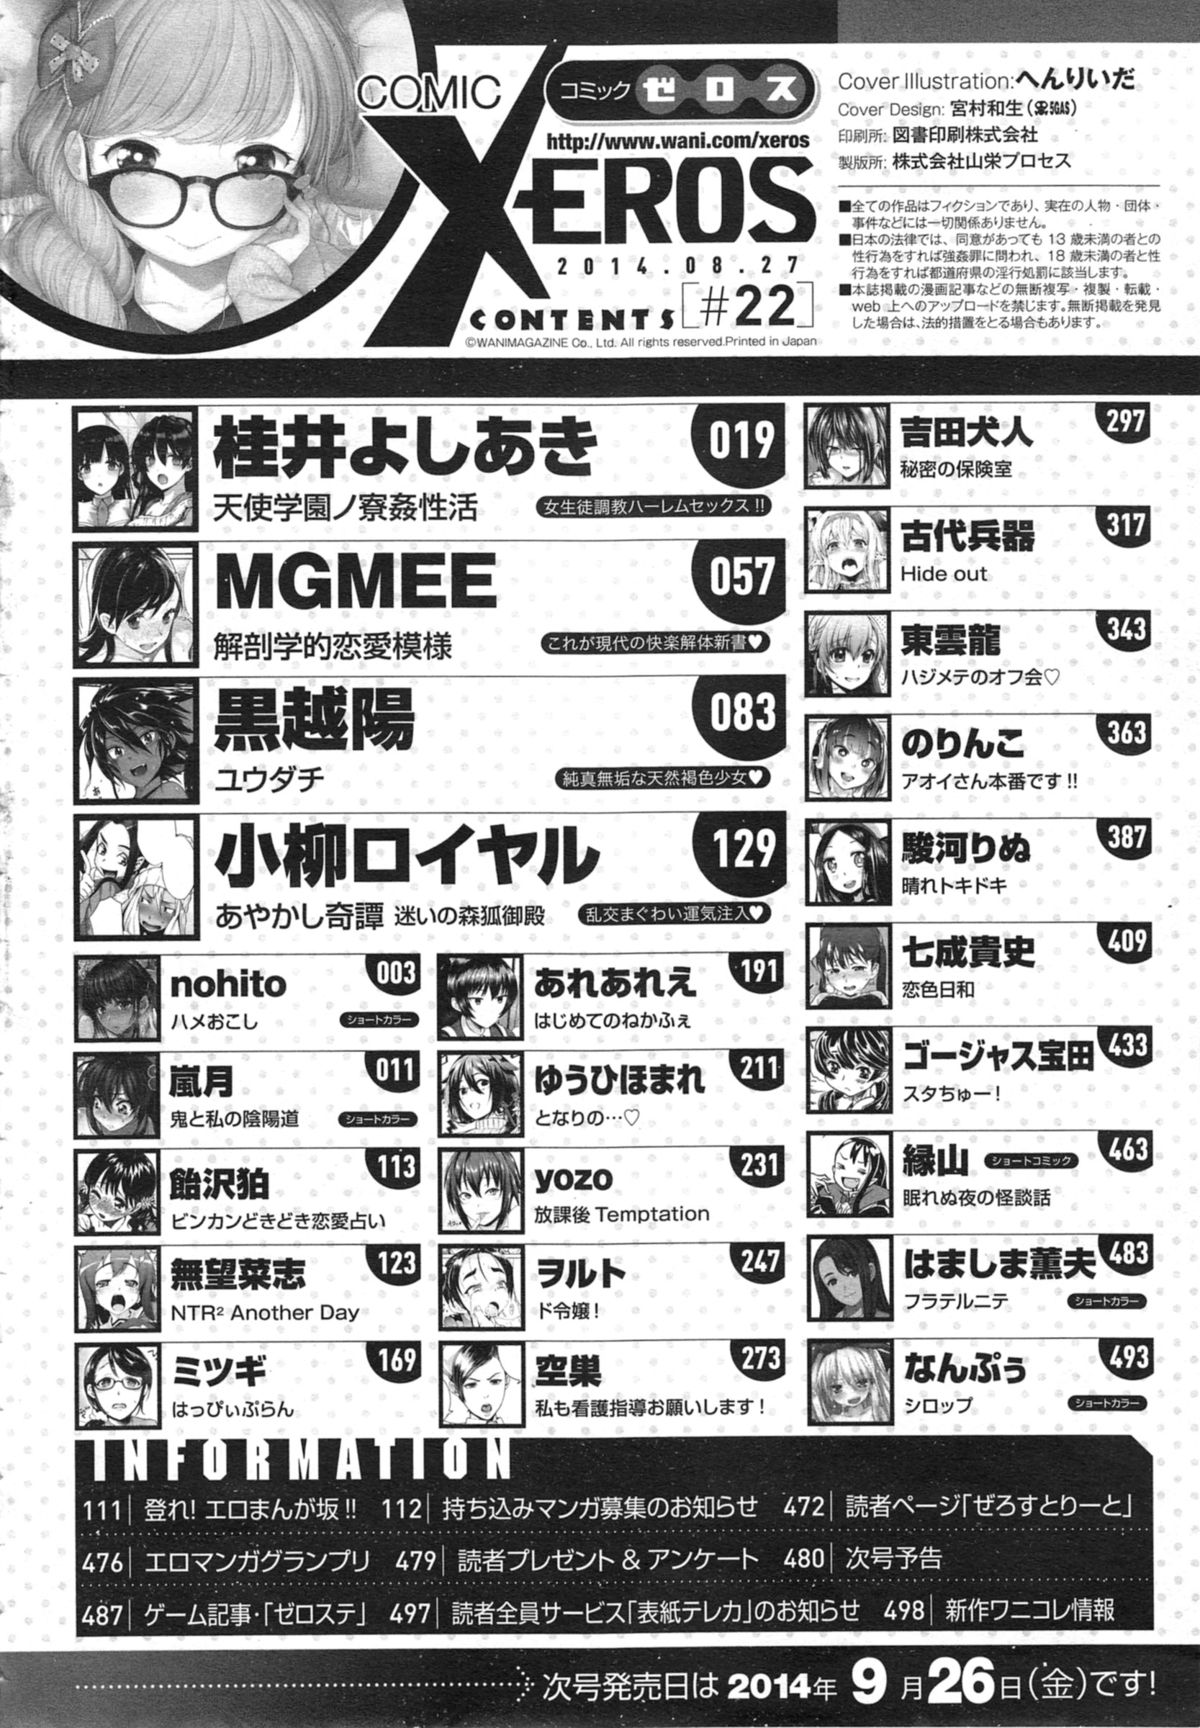 COMIC
XEROS
コミックゼロス
http://www.wani.com/xeros
2014.08.27
CONTENTS [#22]
©WANIMAGAZINE Co., Ltd. All rights reserved.Printed in Japan
Cover Illustration:へんりいだ
Cover Design: 宮村和生(5GAS)
印刷所: 図書印刷株式会社
製版所: 株式会社山栄プロセス
■全ての作品はフィクションであり、実在の人物・団体・
事件などには一切関係ありません。
■日本の法律では、同意があっても 13 歳未満の者との
性行為をすれば強姦罪に問われ、18 歳未満の者と性
行為をすれば都道府県の淫行処罰に該当します。
■本誌掲載の漫画記事などの無断複写・複製・転載・
web 上へのアップロードを禁じます。無断掲載を発見
した場合は、法的措置をとる場合もあります。
桂井よしあき 019
天使学園ノ寮姦性活 女生徒調教ハーレムセックス!!
MGMEE 057
解剖学的恋愛模様 これが現代の快楽解体新書♥
黒越陽 083
ユウダチ 純真無垢な天然褐色少女♥
小柳ロイヤル 129
あやかし奇譚 迷いの森狐御殿 乱交まぐわい運気注入♥
nohito 003
ハメおこし ショートカラー
嵐月 011
鬼と私の陰陽道 ショートカラー
飴沢狛 113
ビンカンどきどき恋愛占い
無望菜志 123
NTR² Another Day
ミツギ 169
はっぴぃぷらん
あれあれえ 191
はじめてのねかふぇ
ゆうひほまれ 211
となりの…♡
yozo 231
放課後 Temptation
ヲルト 247
ド令嬢!
空巣 273
私も看護指導お願いします!
吉田犬人 297
秘密の保険室
古代兵器 317
Hide out
東雲龍 343
ハジメテのオフ会♡
のりんこ 363
アオイさん本番です!!
駿河りぬ 387
晴れトキドキ
七成貴史 409
恋色日和
ゴージャス宝田 433
スタちゅー!
縁山 ショートコミック 463
眠れぬ夜の怪談話
はましま薫夫 483
フラテルニテ ショートカラー
なんぷぅ 493
シロップ ショートカラー
INFORMATION
111 登れ! エロまんが坂!! 112 持ち込みマンガ募集のお知らせ 472 読者ページ「ぜろすとりーと」
476 エロマンガグランプリ 479 読者プレゼント & アンケート 480 次号予告
487 ゲーム記事・「ゼロステ」 497 読者全員サービス「表紙テレカ」のお知らせ 498 新作ワニコレ情報
次号発売日は 2014年 9月26日(金)です!